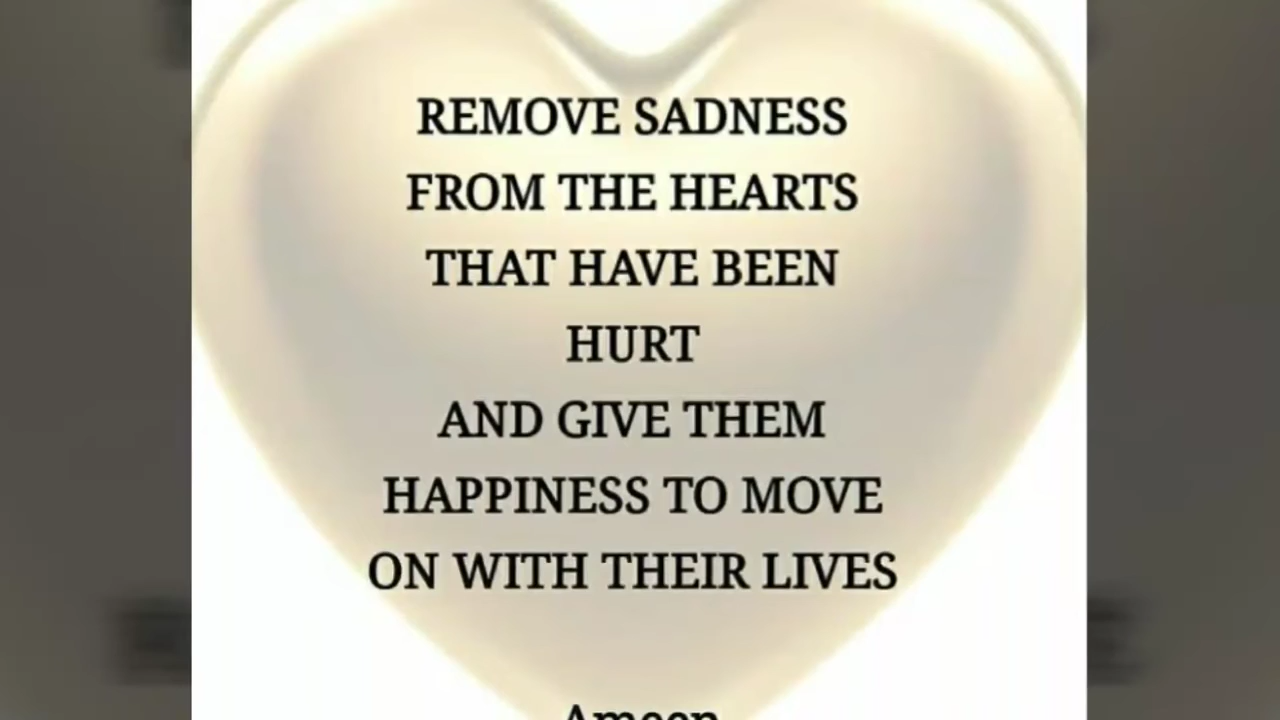 REMOVE SADNESS
FROM THE HEARTS
THAT HAVE BEEN
HURT
AND GIVE THEM
HAPPINESS TO MOVE
ON WITH THEIR LIVES
Ameen